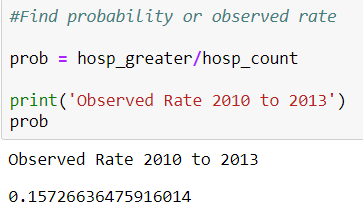 #Find probability or observed rate
prob = hosp_greater/hosp_count
print('Observed Rate 2010 to 2013')
prob
Observed Rate 2010 to 2013
0.15726636475916014